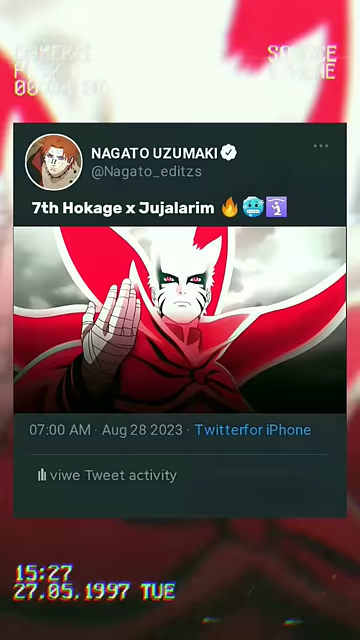 NAGATO UZUMAKI
@Nagato_editzs
7th Hokage x Jujalarim 🔥🥶🛐
07:00 AM · Aug 28 2023 · Twitterfor iPhone
viwe Tweet activity
15:27
27.05.1997 TUE